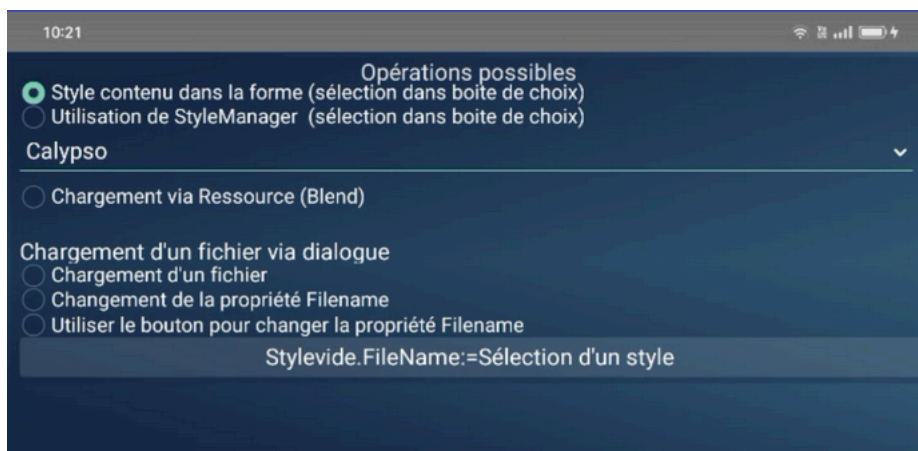 10:21
Opérations possibles
Style contenu dans la forme (sélection dans boite de choix)
Utilisation de StyleManager (sélection dans boite de choix)
Calypso
Chargement via Ressource (Blend)
Chargement d'un fichier via dialogue
Chargement d'un fichier
Changement de la propriété Filename
Utiliser le bouton pour changer la propriété Filename
Stylevide.FileName:=Sélection d'un style